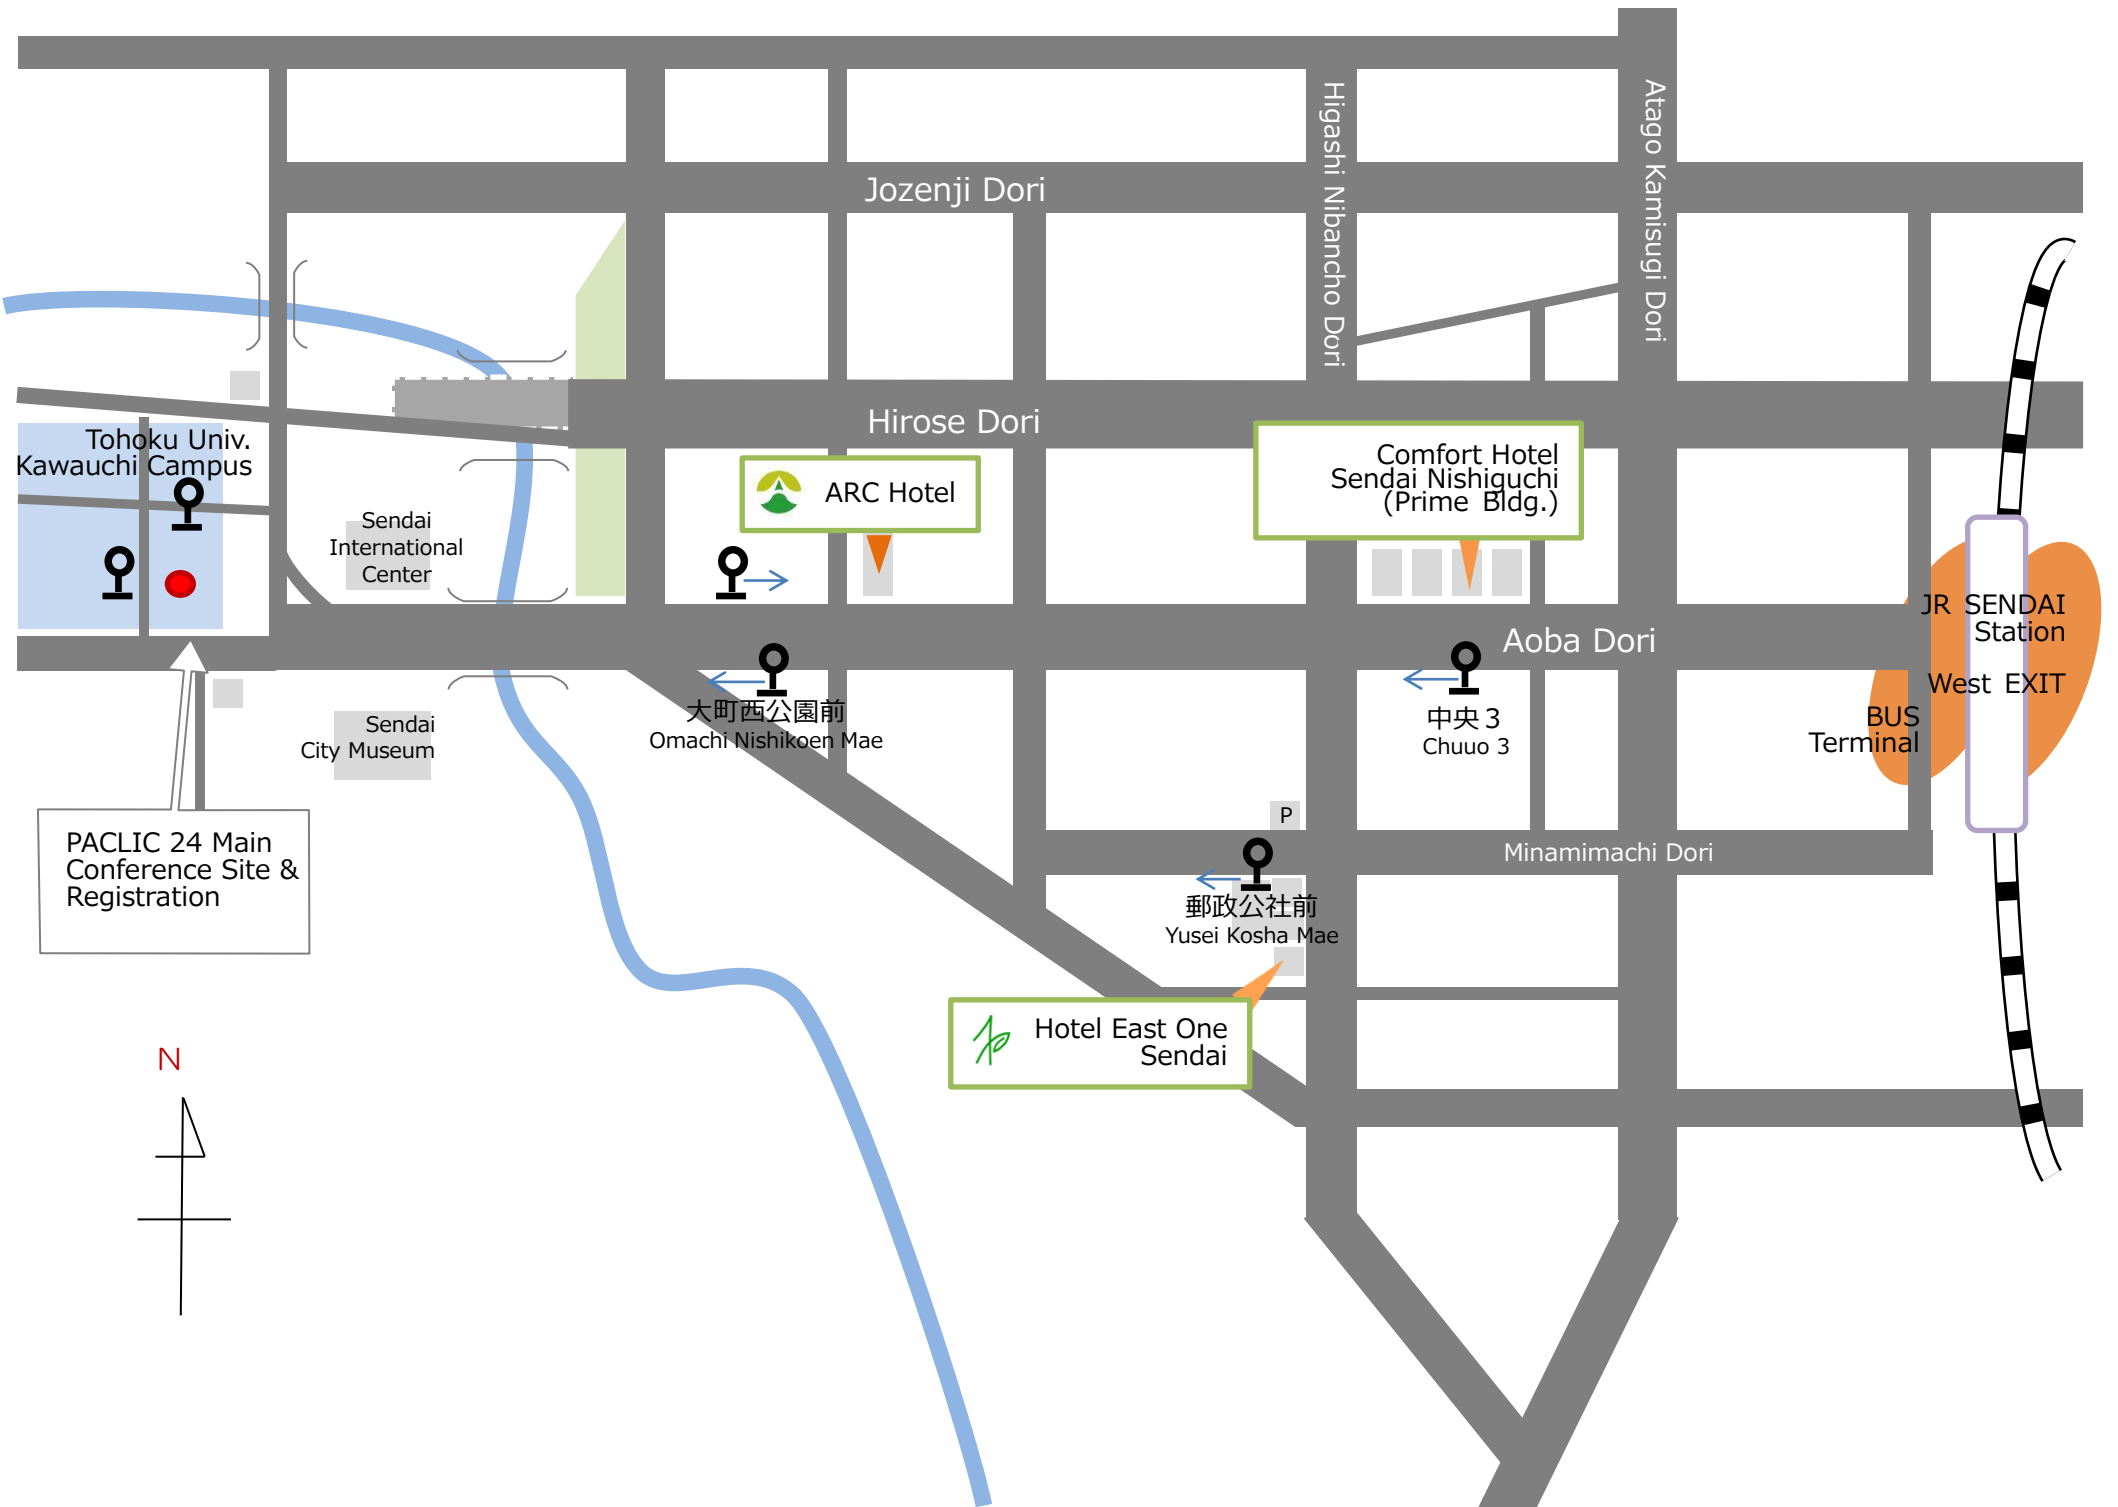 Higashi Nibancho Dori
Atago Kamisugi Dori
Jozenji Dori
Hirose Dori
Tohoku Univ.
Kawauchi Campus
ARC Hotel
Comfort Hotel
Sendai Nishiguchi
(Prime Bldg.)
Sendai
International
Center
JR SENDAI
Station
West EXIT
BUS
Terminal
Aoba Dori
大町西公園前
Omachi Nishikoen Mae
中央3
Chuuo 3
Sendai
City Museum
P
Minamimachi Dori
PACLIC 24 Main
Conference Site &
Registration
郵政公社前
Yusei Kosha Mae
Hotel East One
Sendai
N